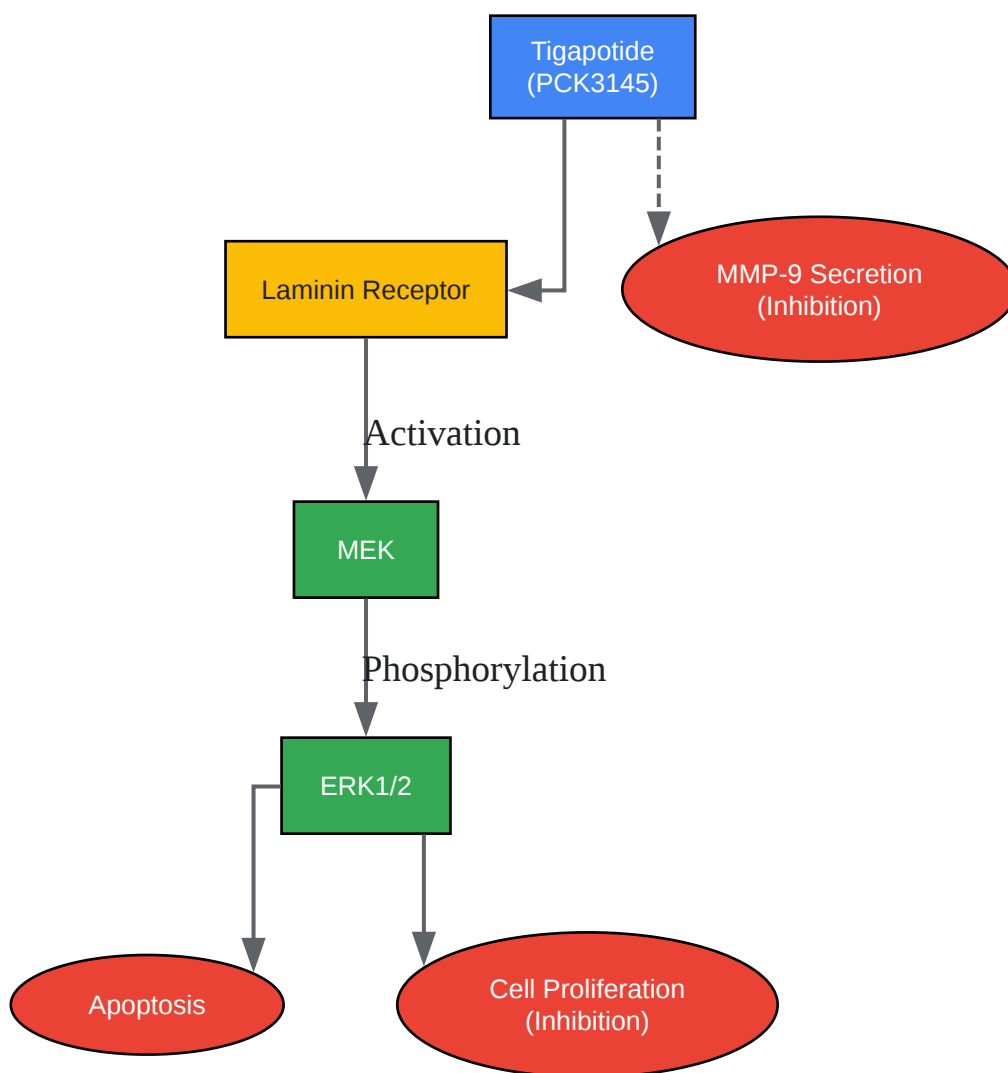 Tigapotide
(PCK3145)
MMP-9 Secretion
(Inhibition)
Laminin Receptor
Activation
MEK
Phosphorylation
ERK1/2
Apoptosis
Cell Proliferation
(Inhibition)